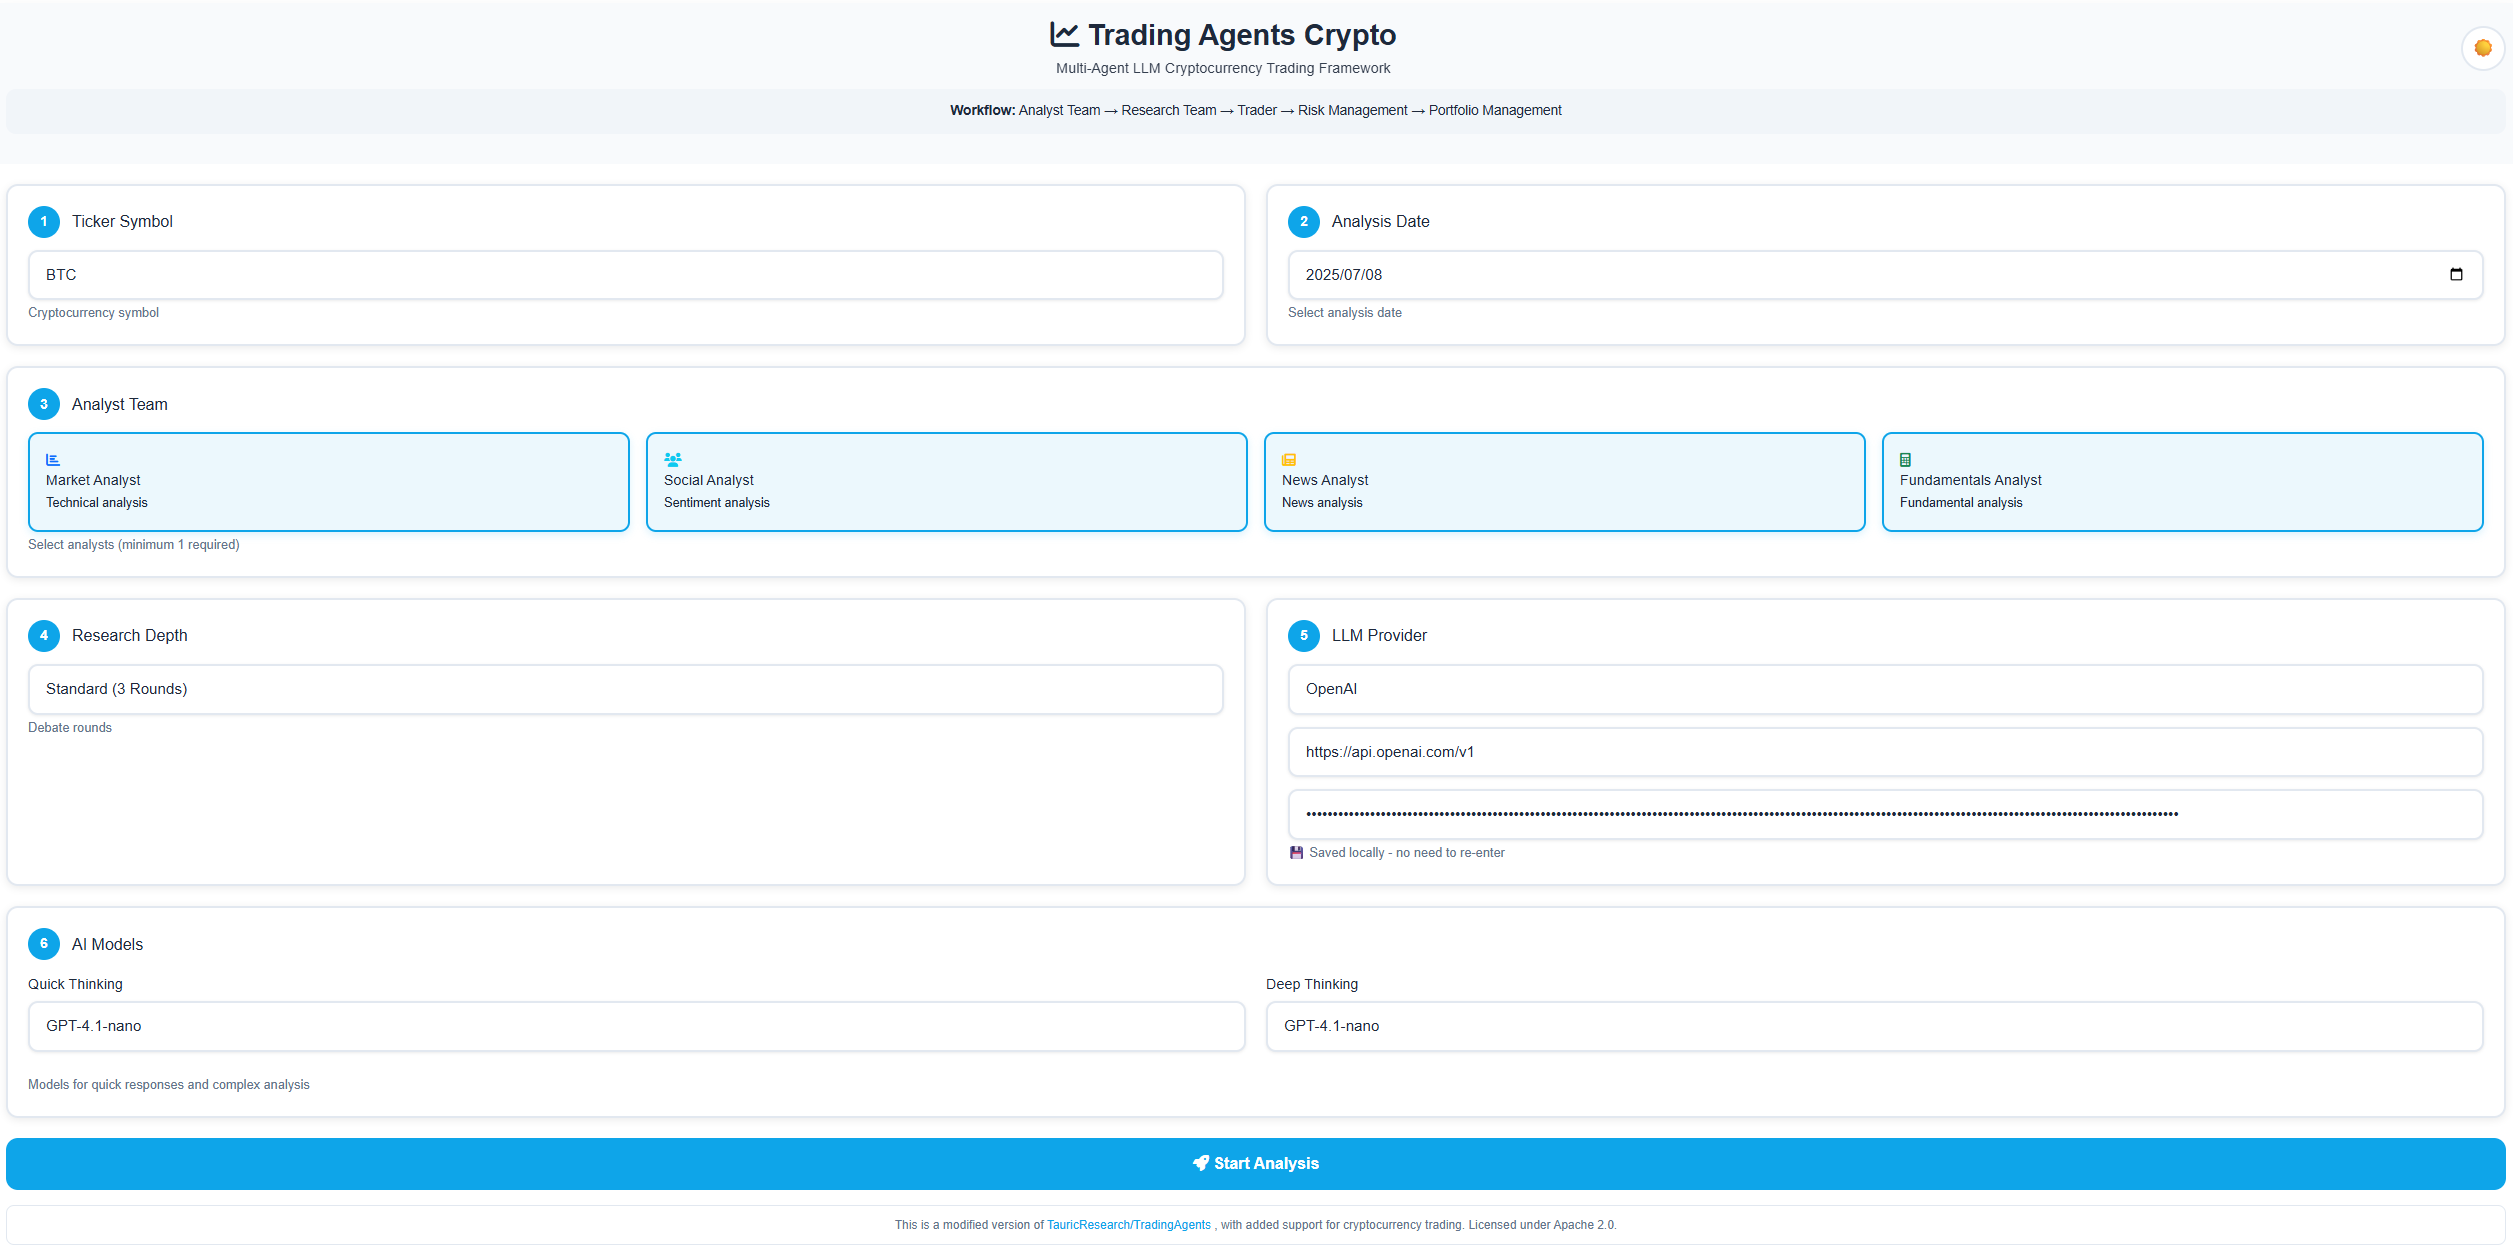 Trading Agents Crypto
Multi-Agent LLM Cryptocurrency Trading Framework
Workflow: Analyst Team → Research Team → Trader → Risk Management → Portfolio Management
1 Ticker Symbol
BTC
Cryptocurrency symbol
2 Analysis Date
2025/07/08
Select analysis date
3 Analyst Team
Market Analyst
Technical analysis
Social Analyst
Sentiment analysis
News Analyst
News analysis
Fundamentals Analyst
Fundamental analysis
Select analysts (minimum 1 required)
4 Research Depth
Standard (3 Rounds)
Debate rounds
5 LLM Provider
OpenAI
https://api.openai.com/v1
Saved locally - no need to re-enter
6 AI Models
Quick Thinking
GPT-4.1-nano
Deep Thinking
GPT-4.1-nano
Models for quick responses and complex analysis
Start Analysis
This is a modified version of TauricResearch/TradingAgents , with added support for cryptocurrency trading. Licensed under Apache 2.0.